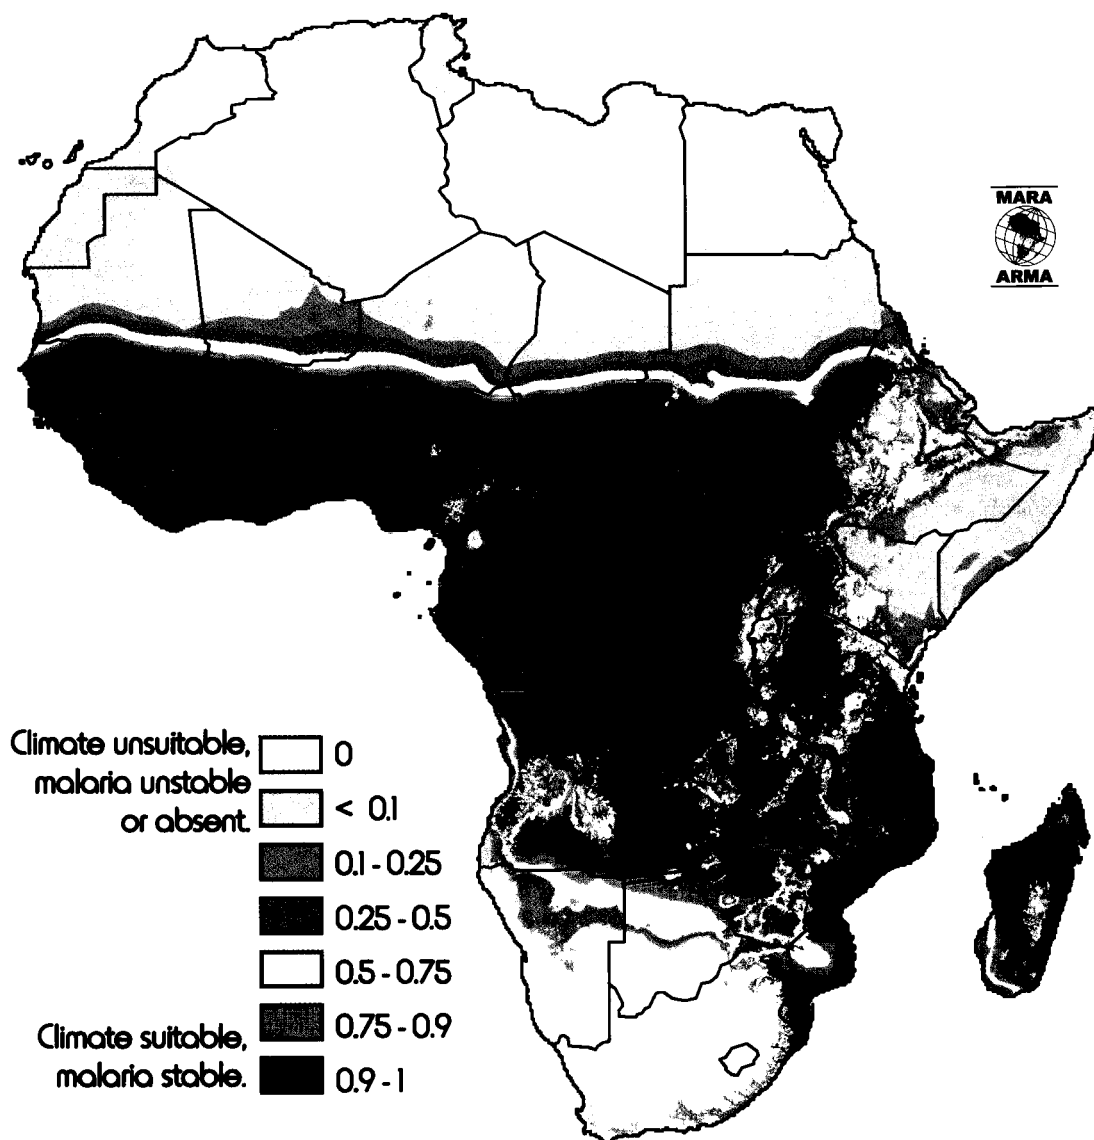 MARA
ARMA
Climate unsuitable,
malaria unstable
or absent.
0
< 0.1
0.1 - 0.25
0.25 - 0.5
0.5 - 0.75
0.75 - 0.9
Climate suitable,
malaria stable.
0.9 - 1